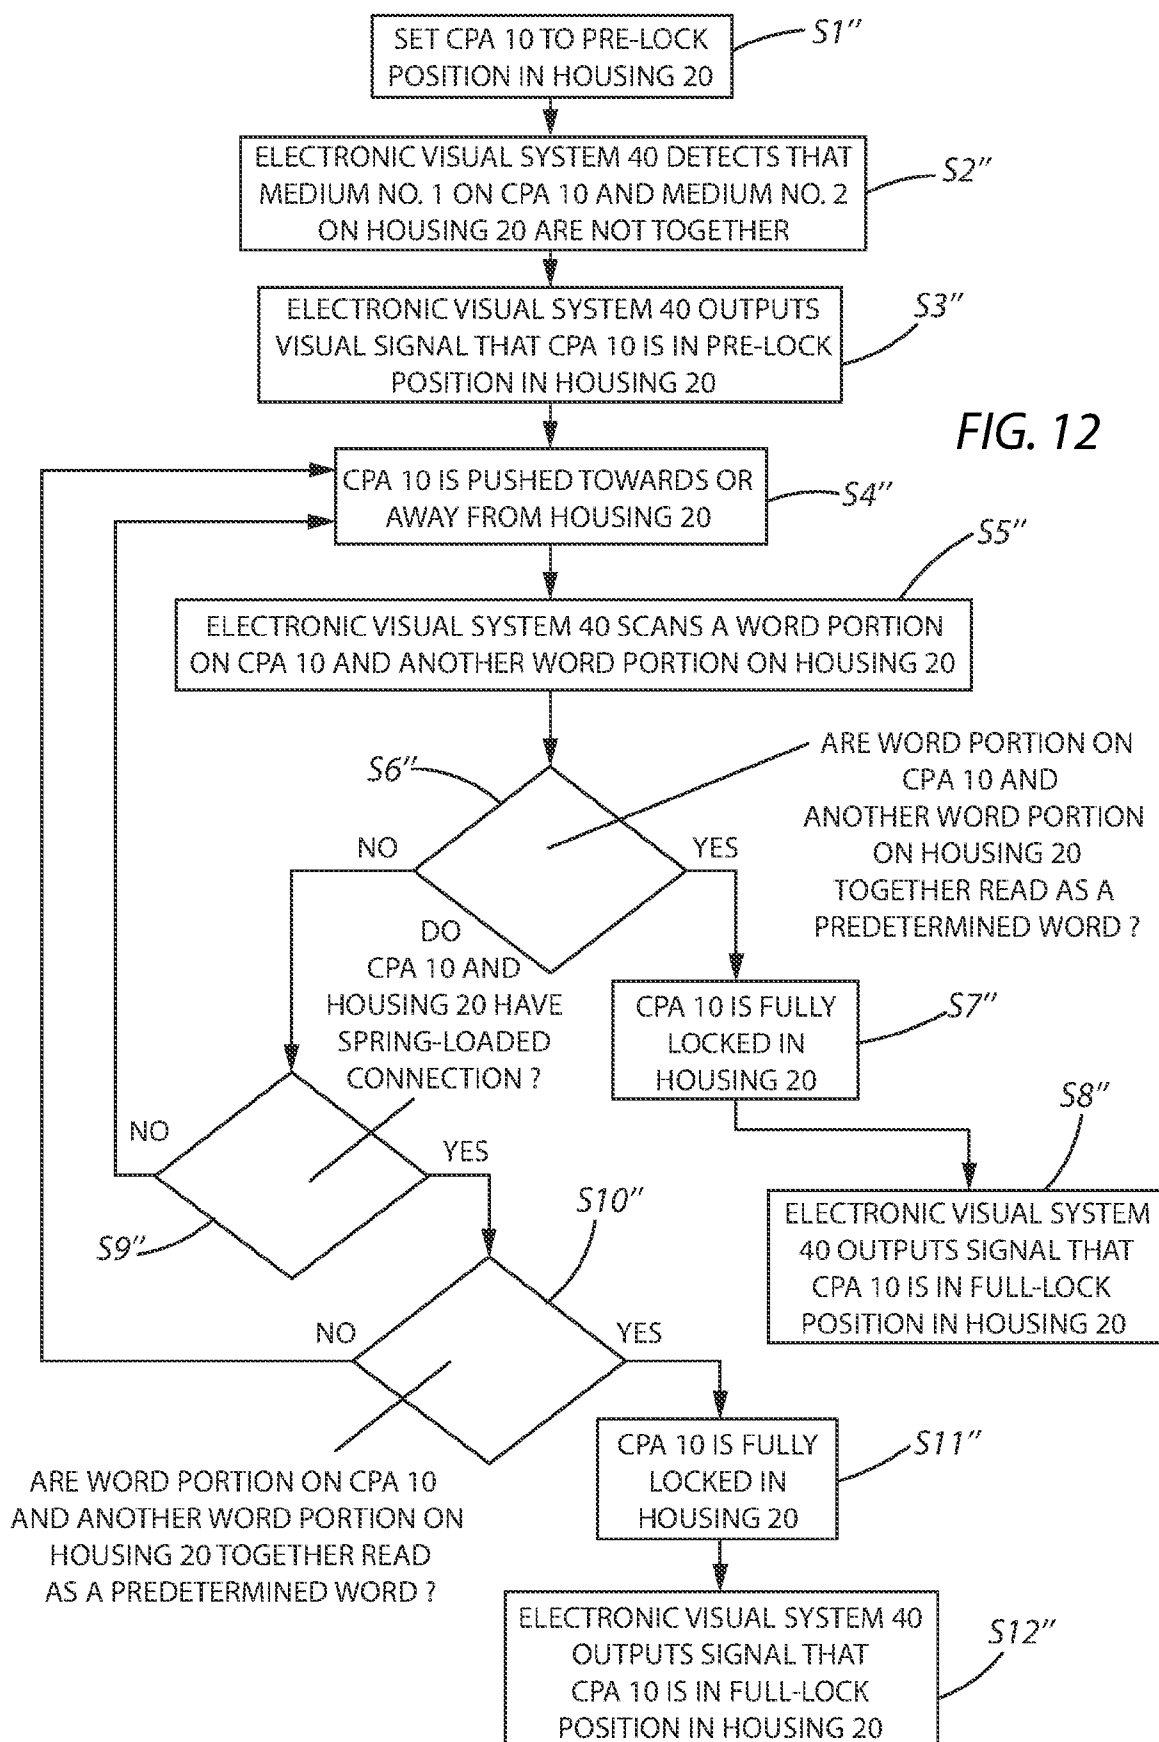 SET CPA 10 TO PRE-LOCK
POSITION IN HOUSING 20
S1″
ELECTRONIC VISUAL SYSTEM 40 DETECTS THAT
MEDIUM NO. 1 ON CPA 10 AND MEDIUM NO. 2
ON HOUSING 20 ARE NOT TOGETHER
S2″
ELECTRONIC VISUAL SYSTEM 40 OUTPUTS
VISUAL SIGNAL THAT CPA 10 IS IN PRE-LOCK
POSITION IN HOUSING 20
S3″
FIG. 12
CPA 10 IS PUSHED TOWARDS OR
AWAY FROM HOUSING 20
S4″
S5″
ELECTRONIC VISUAL SYSTEM 40 SCANS A WORD PORTION
ON CPA 10 AND ANOTHER WORD PORTION ON HOUSING 20
S6″
ARE WORD PORTION ON
CPA 10 AND
ANOTHER WORD PORTION
ON HOUSING 20
TOGETHER READ AS A
PREDETERMINED WORD ?
NO
YES
DO
CPA 10 AND
HOUSING 20 HAVE
SPRING-LOADED
CONNECTION ?
CPA 10 IS FULLY
LOCKED IN
HOUSING 20
S7″
S8″
ELECTRONIC VISUAL SYSTEM
40 OUTPUTS SIGNAL THAT
CPA 10 IS IN FULL-LOCK
POSITION IN HOUSING 20
NO
YES
S9″
S10″
NO
YES
ARE WORD PORTION ON CPA 10
AND ANOTHER WORD PORTION ON
HOUSING 20 TOGETHER READ
AS A PREDETERMINED WORD ?
CPA 10 IS FULLY
LOCKED IN
HOUSING 20
S11″
ELECTRONIC VISUAL SYSTEM 40
OUTPUTS SIGNAL THAT
CPA 10 IS IN FULL-LOCK
POSITION IN HOUSING 20
S12″